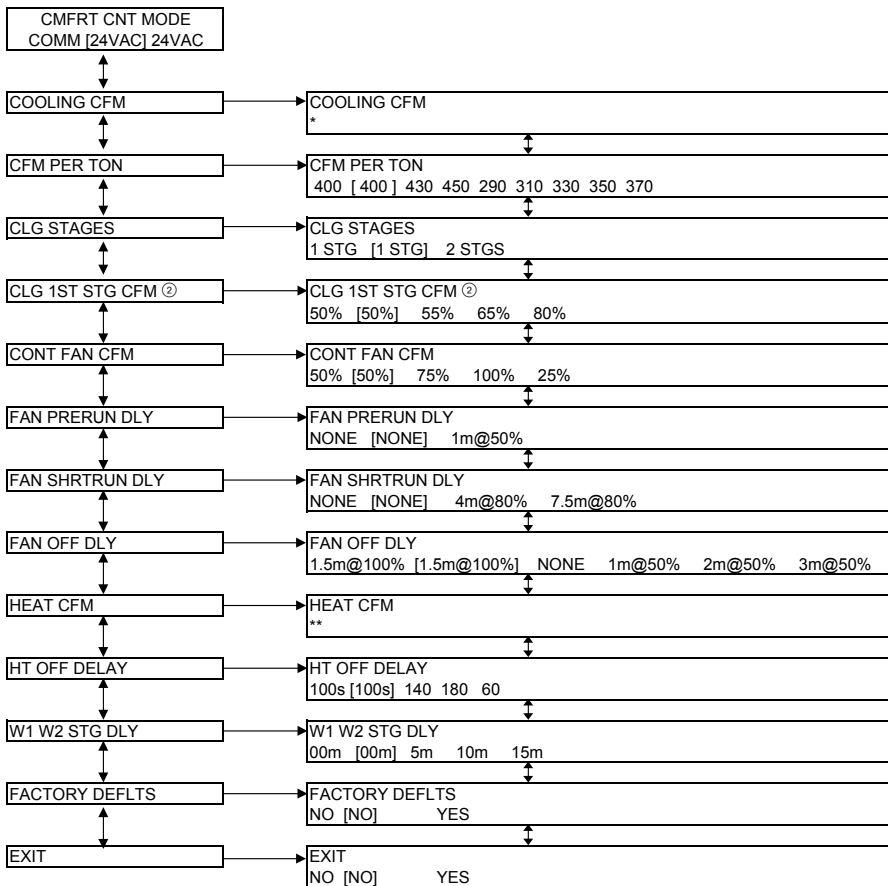 CMFRT CNT MODE
COMM [24VAC] 24VAC
COOLING CFM
COOLING CFM
*
CFM PER TON
CFM PER TON
400 [ 400 ] 430 450 290 310 330 350 370
CLG STAGES
CLG STAGES
1 STG [1 STG] 2 STGS
CLG 1ST STG CFM ②
CLG 1ST STG CFM ②
50% [50%] 55% 65% 80%
CONT FAN CFM
CONT FAN CFM
50% [50%] 75% 100% 25%
FAN PRERUN DLY
FAN PRERUN DLY
NONE [NONE] 1m@50%
FAN SHRTRUN DLY
FAN SHRTRUN DLY
NONE [NONE] 4m@80% 7.5m@80%
FAN OFF DLY
FAN OFF DLY
1.5m@100% [1.5m@100%] NONE 1m@50% 2m@50% 3m@50%
HEAT CFM
HEAT CFM
**
HT OFF DELAY
HT OFF DELAY
100s [100s] 140 180 60
W1 W2 STG DLY
W1 W2 STG DLY
00m [00m] 5m 10m 15m
FACTORY DEFLTS
FACTORY DEFLTS
NO [NO] YES
EXIT
EXIT
NO [NO] YES